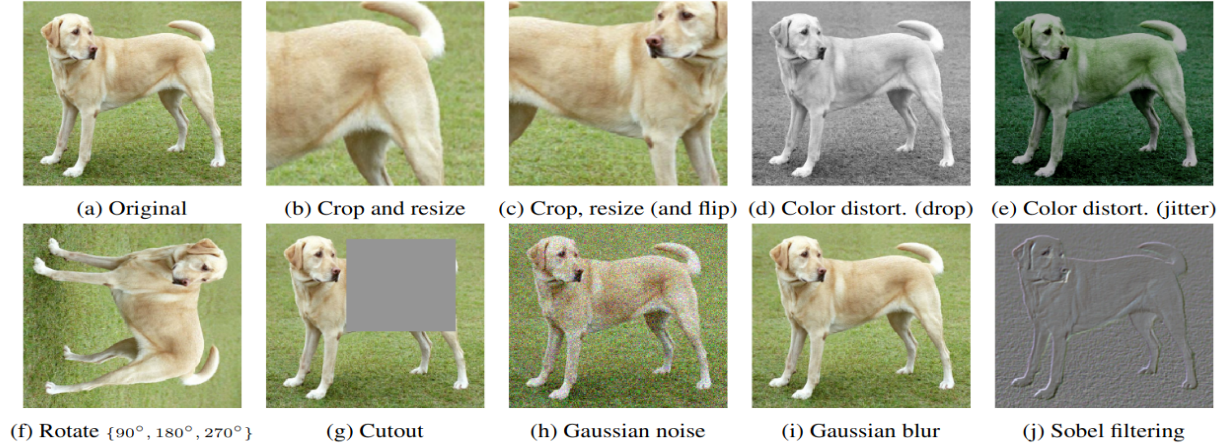 (a) Original
(b) Crop and resize
(c) Crop, resize (and flip)
(d) Color distort. (drop)
(e) Color distort. (jitter)
(f) Rotate {90°, 180°, 270°}
(g) Cutout
(h) Gaussian noise
(i) Gaussian blur
(j) Sobel filtering